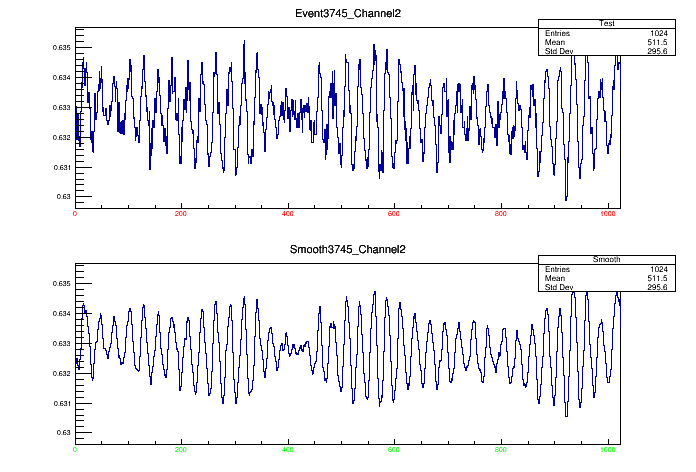 Event3745_Channel2
Test
Entries 1024
Mean 511.5
Std Dev 295.6
0.635
0.634
0.633
0.632
0.631
0.63
0 200 400 600 800 1000
Smooth3745_Channel2
Smooth
Entries 1024
Mean 511.5
Std Dev 295.6
0.635
0.634
0.633
0.632
0.631
0.63
0 200 400 600 800 1000